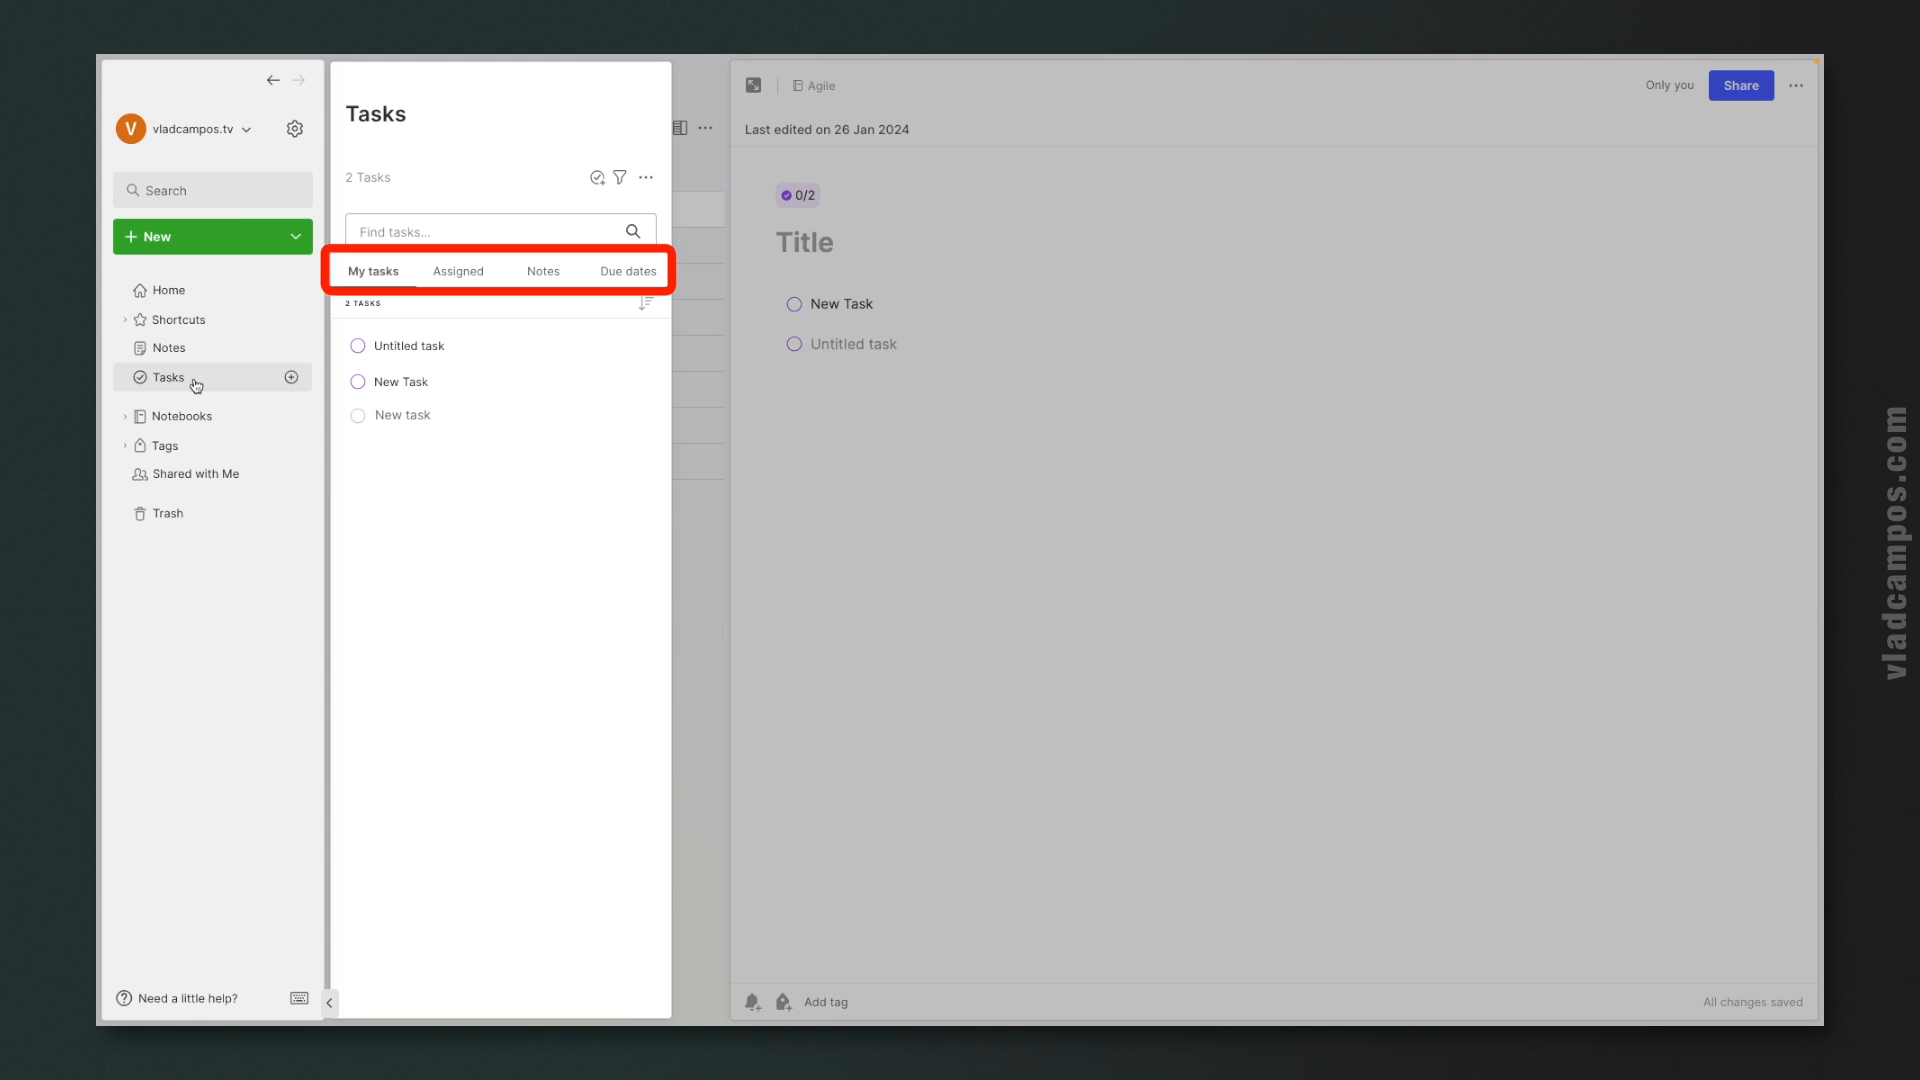 V vladcampos.tv
Search
New
Home
Shortcuts
Notes
Tasks
Notebooks
Tags
Shared with Me
Trash
Need a little help?
Tasks
2 Tasks
Find tasks...
My tasks Assigned Notes Due dates
2 TASKS
Untitled task
New Task
New task
Agile
Only you
Share
Last edited on 26 Jan 2024
0/2
Title
New Task
Untitled task
Add tag
All changes saved
vladcampos.com